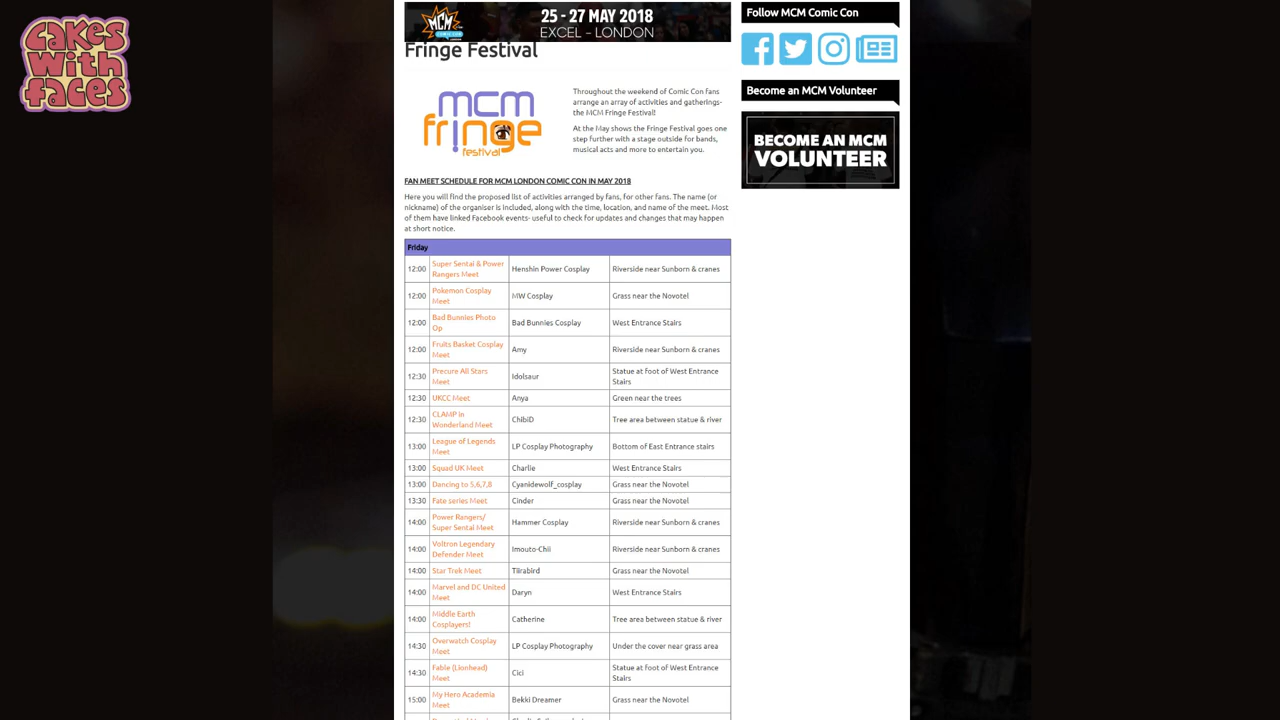 cakes
with
faces
MCM
COMIC CON
25 - 27 MAY 2018
EXCEL - LONDON
Fringe Festival
mcm
fringe
festival
Throughout the weekend of Comic Con fans
arrange an array of activities and gatherings-
the MCM Fringe Festival!
At the May shows the Fringe Festival goes one
step further with a stage outside for bands,
musical acts and more to entertain you.
FAN MEET SCHEDULE FOR MCM LONDON COMIC CON IN MAY 2018
Here you will find the proposed list of activities arranged by fans, for other fans. The name (or
nickname) of the organiser is included, along with the time, location, and name of the meet. Most
of them have linked Facebook events- useful to check for updates and changes that may happen
at short notice.
Friday
12:00 Super Sentai & Power Rangers Meet Henshin Power Cosplay Riverside near Sunborn & cranes
12:00 Pokemon Cosplay Meet MW Cosplay Grass near the Novotel
12:00 Bad Bunnies Photo Op Bad Bunnies Cosplay West Entrance Stairs
12:00 Fruits Basket Cosplay Meet Amy Riverside near Sunborn & cranes
12:30 Precure All Stars Meet Idolsaur Statue at foot of West Entrance Stairs
12:30 UKCC Meet Anya Green near the trees
12:30 CLAMP in Wonderland Meet ChibiD Tree area between statue & river
13:00 League of Legends Meet LP Cosplay Photography Bottom of East Entrance stairs
13:00 Squad UK Meet Charlie West Entrance Stairs
13:00 Dancing to 5,6,7,8 Cyanidewolf_cosplay Grass near the Novotel
13:30 Fate series Meet Cinder Grass near the Novotel
14:00 Power Rangers/ Super Sentai Meet Hammer Cosplay Riverside near Sunborn & cranes
14:00 Voltron Legendary Defender Meet Imouto-Chii Riverside near Sunborn & cranes
14:00 Star Trek Meet Tiirabird Grass near the Novotel
14:00 Marvel and DC United Meet Daryn West Entrance Stairs
14:00 Middle Earth Cosplayers! Catherine Tree area between statue & river
14:30 Overwatch Cosplay Meet LP Cosplay Photography Under the cover near grass area
14:30 Fable (Lionhead) Meet Cici Statue at foot of West Entrance Stairs
15:00 My Hero Academia Meet Bekki Dreamer Grass near the Novotel
Follow MCM Comic Con
Become an MCM Volunteer
BECOME AN MCM
VOLUNTEER